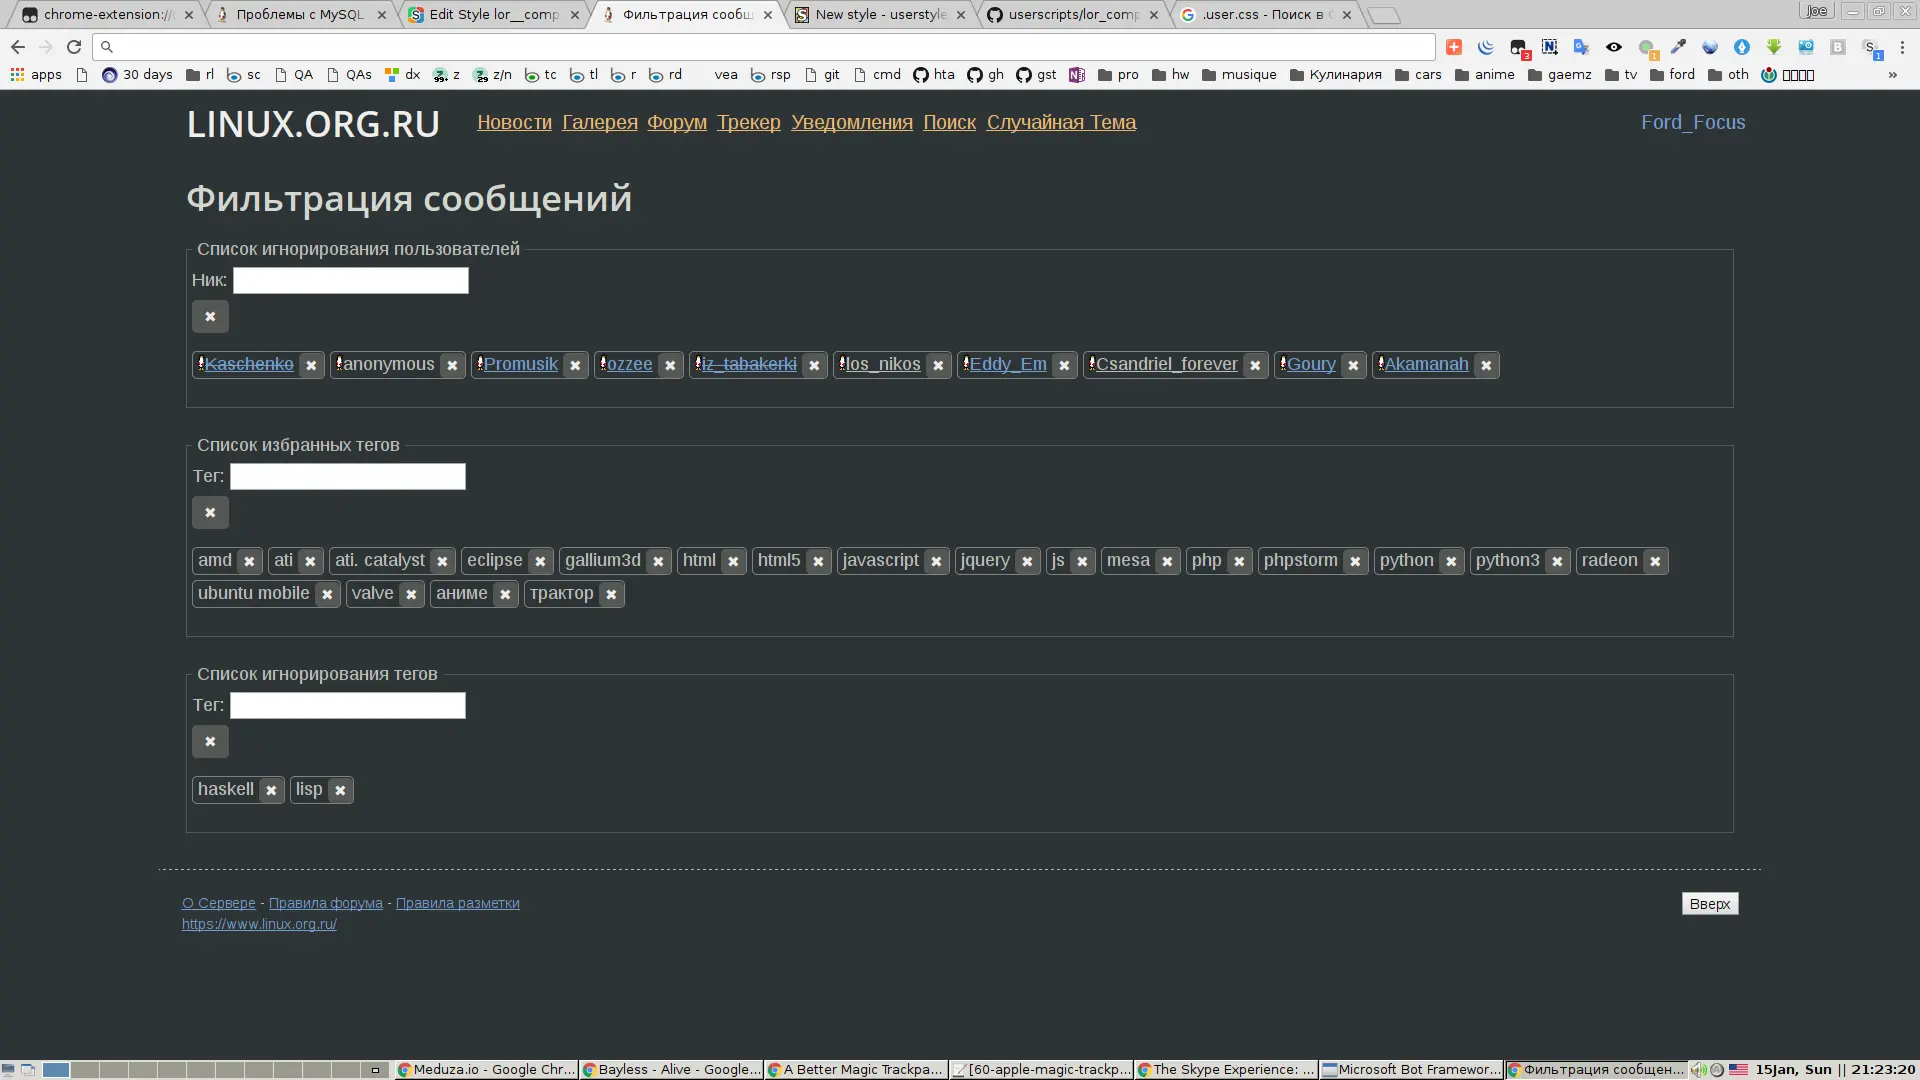 chrome-extension://
Проблемы с MySQL
Edit Style lor__comp
Фильтрация сообщ
New style - userstyle
userscripts/lor_comp
.user.css - Поиск в
Joe
apps 30 days rl sc QA QAs dx z z/n tc tl r rd vea rsp git cmd hta gh gst pro hw musique Кулинария cars anime gaemz tv ford oth »
LINUX.ORG.RU
Новости Галерея Форум Трекер Уведомления Поиск Случайная Тема
Ford_Focus
Фильтрация сообщений
Список игнорирования пользователей
Ник:
Kaschenko anonymous Promusik ozzee iz_tabakerki los_nikos Eddy_Em Csandriel_forever Goury Akamanah
Список избранных тегов
Тег:
amd ati ati. catalyst eclipse gallium3d html html5 javascript jquery js mesa php phpstorm python python3 radeon
ubuntu mobile valve аниме трактор
Список игнорирования тегов
Тег:
haskell lisp
О Сервере - Правила форума - Правила разметки
https://www.linux.org.ru/
Вверх
Meduza.io - Google Chr...
Bayless - Alive - Google...
A Better Magic Trackpa...
[60-apple-magic-trackp...
The Skype Experience: ...
Microsoft Bot Framewor...
Фильтрация сообщен...
15Jan, Sun || 21:23:20